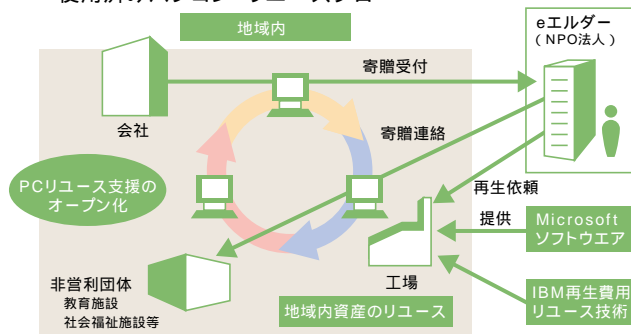 地域内
eエルダー
（NPO法人）
寄贈受付
会社
寄贈連絡
PCリユース支援の
オープン化
再生依頼
提供
Microsoft
ソフトウエア
非営利団体
教育施設
社会福祉施設等
工場
地域内資産のリユース
IBM再生費用
リユース技術